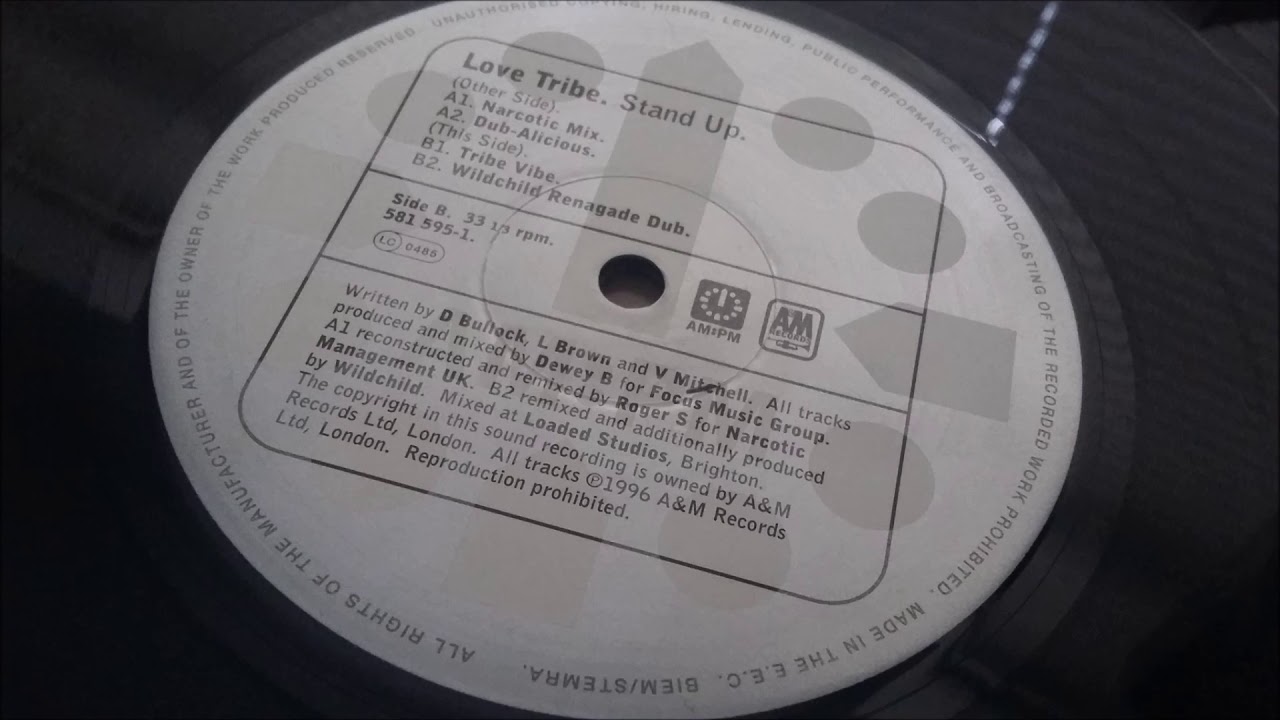 Love Tribe. Stand Up.
(Other Side).
A1. Narcotic Mix.
A2. Dub-Alicious.
(This Side).
B1. Tribe Vibe.
B2. Wildchild Renagade Dub.
Side B. 33 1/3 rpm.
581 595-1.
LC 0485
AM:PM
AM
RECORDS
Written by D Bullock, L Brown and V Mitchell. All tracks
produced and mixed by Dewey B for Focus Music Group.
A1 reconstructed and remixed by Roger S for Narcotic
Management UK. B2 remixed and additionally produced
by Wildchild. Mixed at Loaded Studios, Brighton.
The copyright in this sound recording is owned by A&M
Records Ltd, London. All tracks ℗1996 A&M Records
Ltd, London. Reproduction prohibited.
ALL RIGHTS OF THE MANUFACTURER AND OF THE OWNER OF THE WORK PRODUCED RESERVED. UNAUTHORISED COPYING, HIRING, LENDING, PUBLIC PERFORMANCE AND BROADCASTING OF THE RECORDED WORK PROHIBITED. MADE IN THE E.E.C. BIEM/STEMRA.